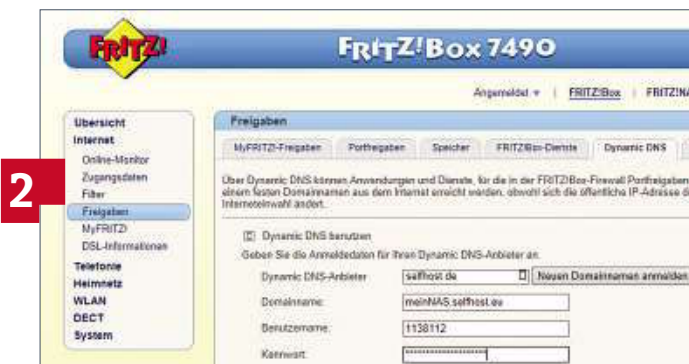 FRITZ!
FRITZ!Box 7490
Angemeldet | FRITZ!Box | FRITZ!NA
2
Übersicht
Internet
Online-Monitor
Zugangsdaten
Filter
Freigaben
MyFRITZ!
DSL-Informationen
Telefonie
Heimnetz
WLAN
DECT
System
Freigaben
MyFRITZ!-Freigaben Portfreigaben Speicher FRITZ!Box-Dienste Dynamic DNS
Über Dynamic DNS können Anwendungen und Dienste, für die in der FRITZ!Box-Firewall Portfreigaben
einem festen Domainnamen aus dem Internet erreicht werden, obwohl sich die öffentliche IP-Adresse d
Interneteinwahl ändert.
Dynamic DNS benutzen
Geben Sie die Anmeldedaten für Ihren Dynamic DNS-Anbieter an.
Dynamic DNS-Anbieter selfhost.de Neuen Domainnamen anmelden
Domainname: meinNAS.selfhost.eu
Benutzername: 1138112
Kennwort: ********************